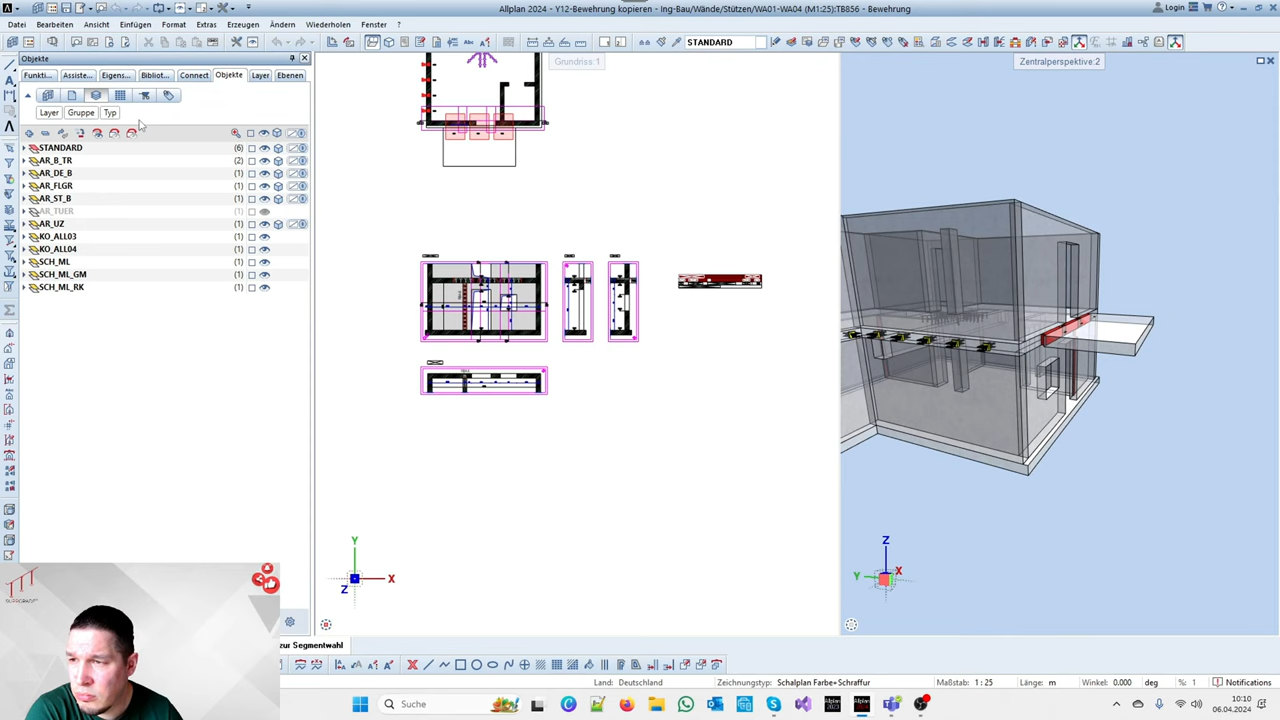 Allplan 2024 - Y12-Bewehrung kopieren - Ing-Bau/Wände/Stützen/WA01-WA04 (M1:25):TB856 - Bewehrung
Login
Datei Bearbeiten Ansicht Einfügen Format Extras Erzeugen Ändern Wiederholen Fenster ?
STANDARD
Objekte
Funkti... Assiste... Eigens... Bibliot... Connect Objekte Layer Ebenen
Layer Gruppe Typ
STANDARD (6)
AR_B_TR (2)
AR_DE_B (1)
AR_FLGR (1)
AR_ST_B (1)
AR_TUER (1)
AR_UZ (1)
KO_ALL03 (1)
KO_ALL04 (1)
SCH_ML (1)
SCH_ML_GM (1)
SCH_ML_RK (1)
Grundriss:1
Zentralperspektive:2
Y
X
Z
Z
Y
X
zur Segmentwahl
Land: Deutschland Zeichnungstyp: Schalplan Farbe+Schraffur Maßstab: 1 : 25 Länge: m Winkel: 0.000 deg %: 1 Notifications
Suche
10:10
06.04.2024